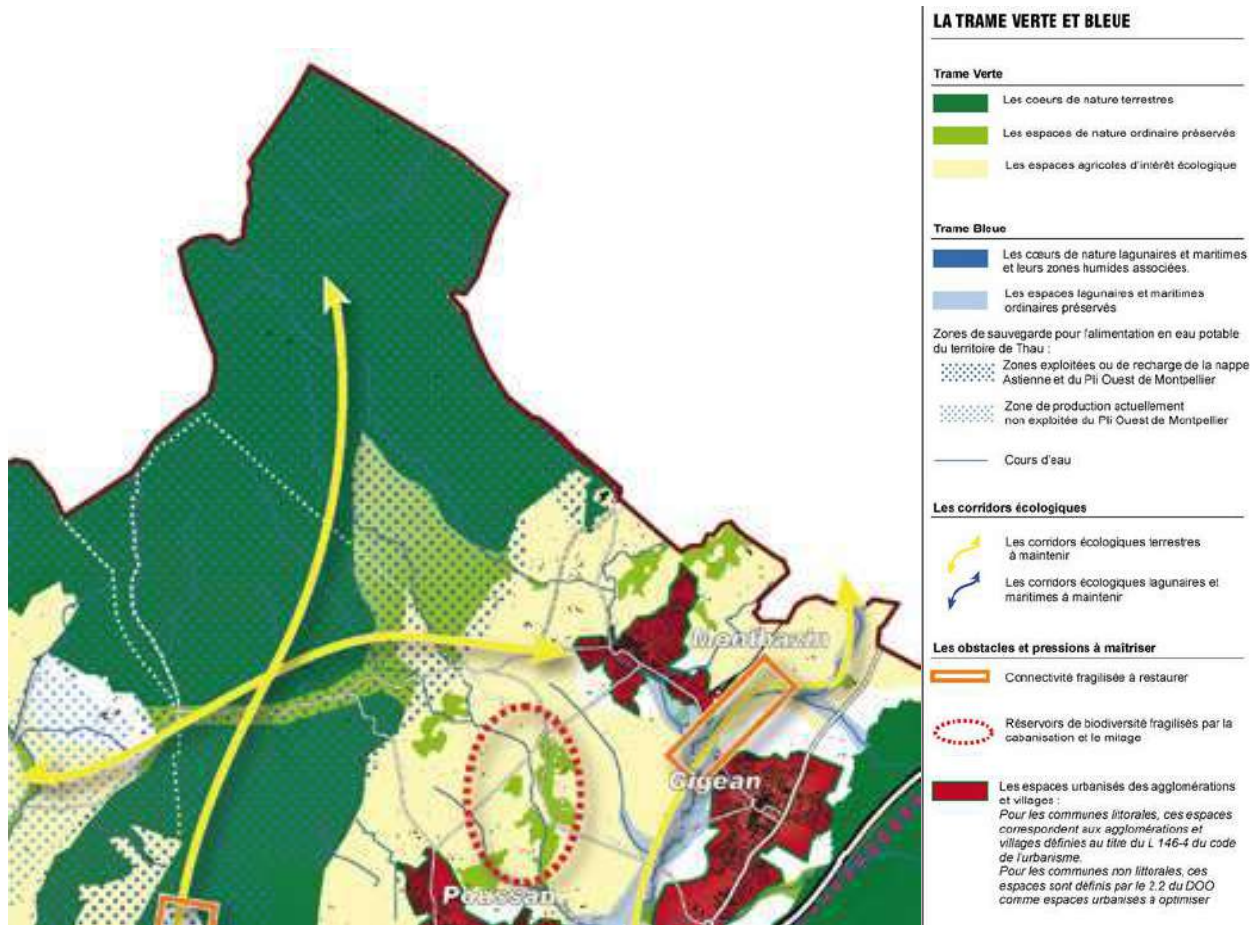 LA TRAME VERTE ET BLEUE
Trame Verte
Les coeurs de nature terrestres
Les espaces de nature ordinaire préservés
Les espaces agricoles d'intérêt écologique
Trame Bleue
Les cœurs de nature lagunaires et maritimes
et leurs zones humides associées.
Les espaces lagunaires et maritimes
ordinaires préservés
Zones de sauvegarde pour l'alimentation en eau potable
du territoire de Thau :
Zones exploitées ou de recharge de la nappe
Astienne et du Pli Ouest de Montpellier
Zone de production actuellement
non exploitée du Pli Ouest de Montpellier
Cours d'eau
Les corridors écologiques
Les corridors écologiques terrestres
à maintenir
Les corridors écologiques lagunaires et
maritimes à maintenir
Les obstacles et pressions à maîtriser
Connectivité fragilisée à restaurer
Réservoirs de biodiversité fragilisés par la
cabanisation et le mitage
Les espaces urbanisés des agglomérations
et villages :
Pour les communes littorales, ces espaces
correspondent aux agglomérations et
villages définies au titre du L 146-4 du code
de l'urbanisme.
Pour les communes non littorales, ces
espaces sont définis par le 2.2 du DOO
comme espaces urbanisés à optimiser
Montbazin
Gigean
Poussan